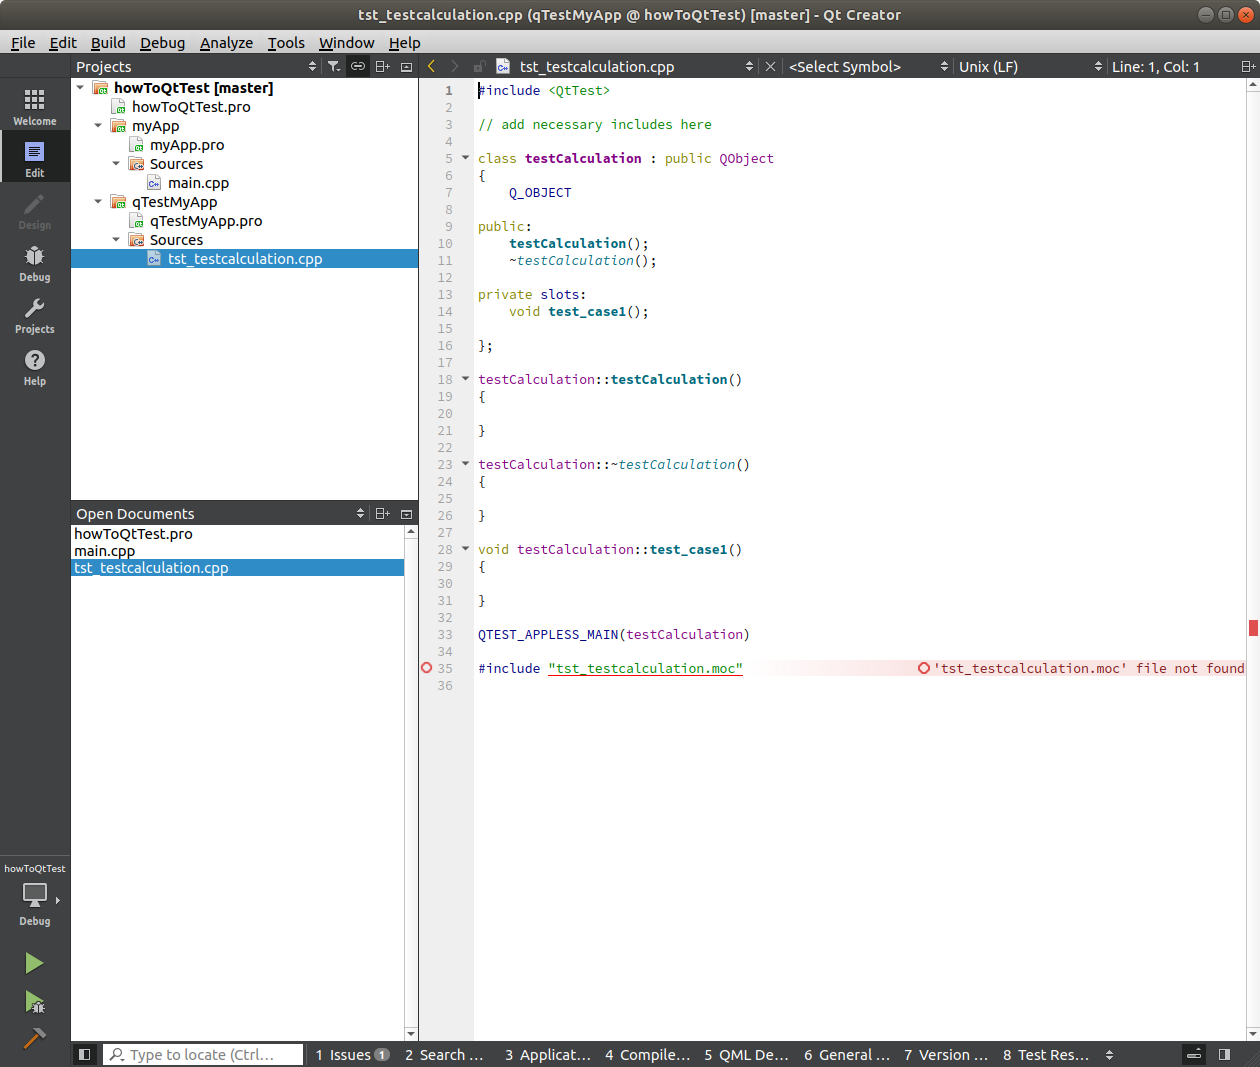 tst_testcalculation.cpp (qTestMyApp @ howToQtTest) [master] - Qt Creator
File Edit Build Debug Analyze Tools Window Help
Projects
tst_testcalculation.cpp
<Select Symbol>
Unix (LF)
Line: 1, Col: 1
Welcome
Edit
Design
Debug
Projects
Help
howToQtTest [master]
howToQtTest.pro
myApp
myApp.pro
Sources
main.cpp
qTestMyApp
qTestMyApp.pro
Sources
tst_testcalculation.cpp
Open Documents
howToQtTest.pro
main.cpp
tst_testcalculation.cpp
1 #include <QtTest>
2
3 // add necessary includes here
4
5 class testCalculation : public QObject
6 {
7 Q_OBJECT
8
9 public:
10 testCalculation();
11 ~testCalculation();
12
13 private slots:
14 void test_case1();
15
16 };
17
18 testCalculation::testCalculation()
19 {
20
21 }
22
23 testCalculation::~testCalculation()
24 {
25
26 }
27
28 void testCalculation::test_case1()
29 {
30
31 }
32
33 QTEST_APPLESS_MAIN(testCalculation)
34
35 #include "tst_testcalculation.moc" 'tst_testcalculation.moc' file not found
36
howToQtTest
Debug
Type to locate (Ctrl...
1 Issues 1
2 Search ...
3 Applicat...
4 Compile...
5 QML De...
6 General ...
7 Version ...
8 Test Res...